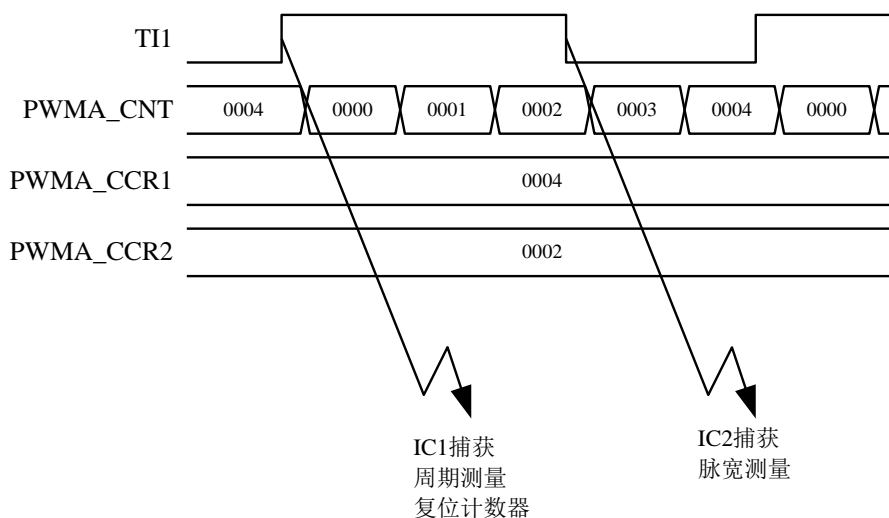 TI1
PWMA_CNT 0004 0000 0001 0002 0003 0004 0000
PWMA_CCR1 0004
PWMA_CCR2 0002
IC1捕获
周期测量
复位计数器
IC2捕获
脉宽测量